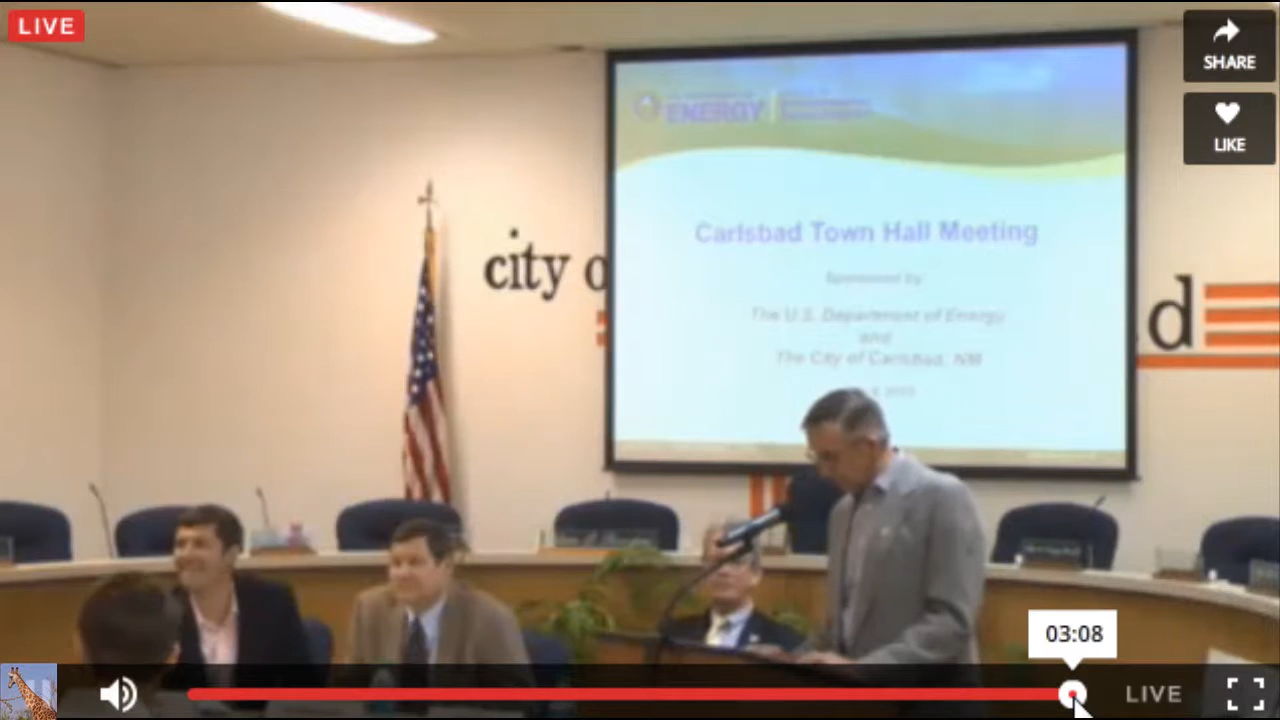 LIVE
SHARE
LIKE
ENERGY
Carlsbad Town Hall Meeting
Sponsored by
The U.S. Department of Energy
and
The City of Carlsbad, NM
city o
d
03:08
LIVE